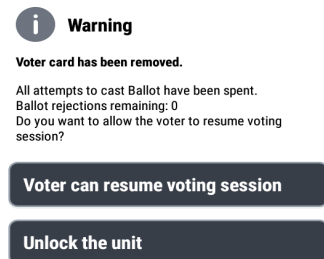 Warning
Voter card has been removed.
All attempts to cast Ballot have been spent.
Ballot rejections remaining: 0
Do you want to allow the voter to resume voting
session?
Voter can resume voting session
Unlock the unit